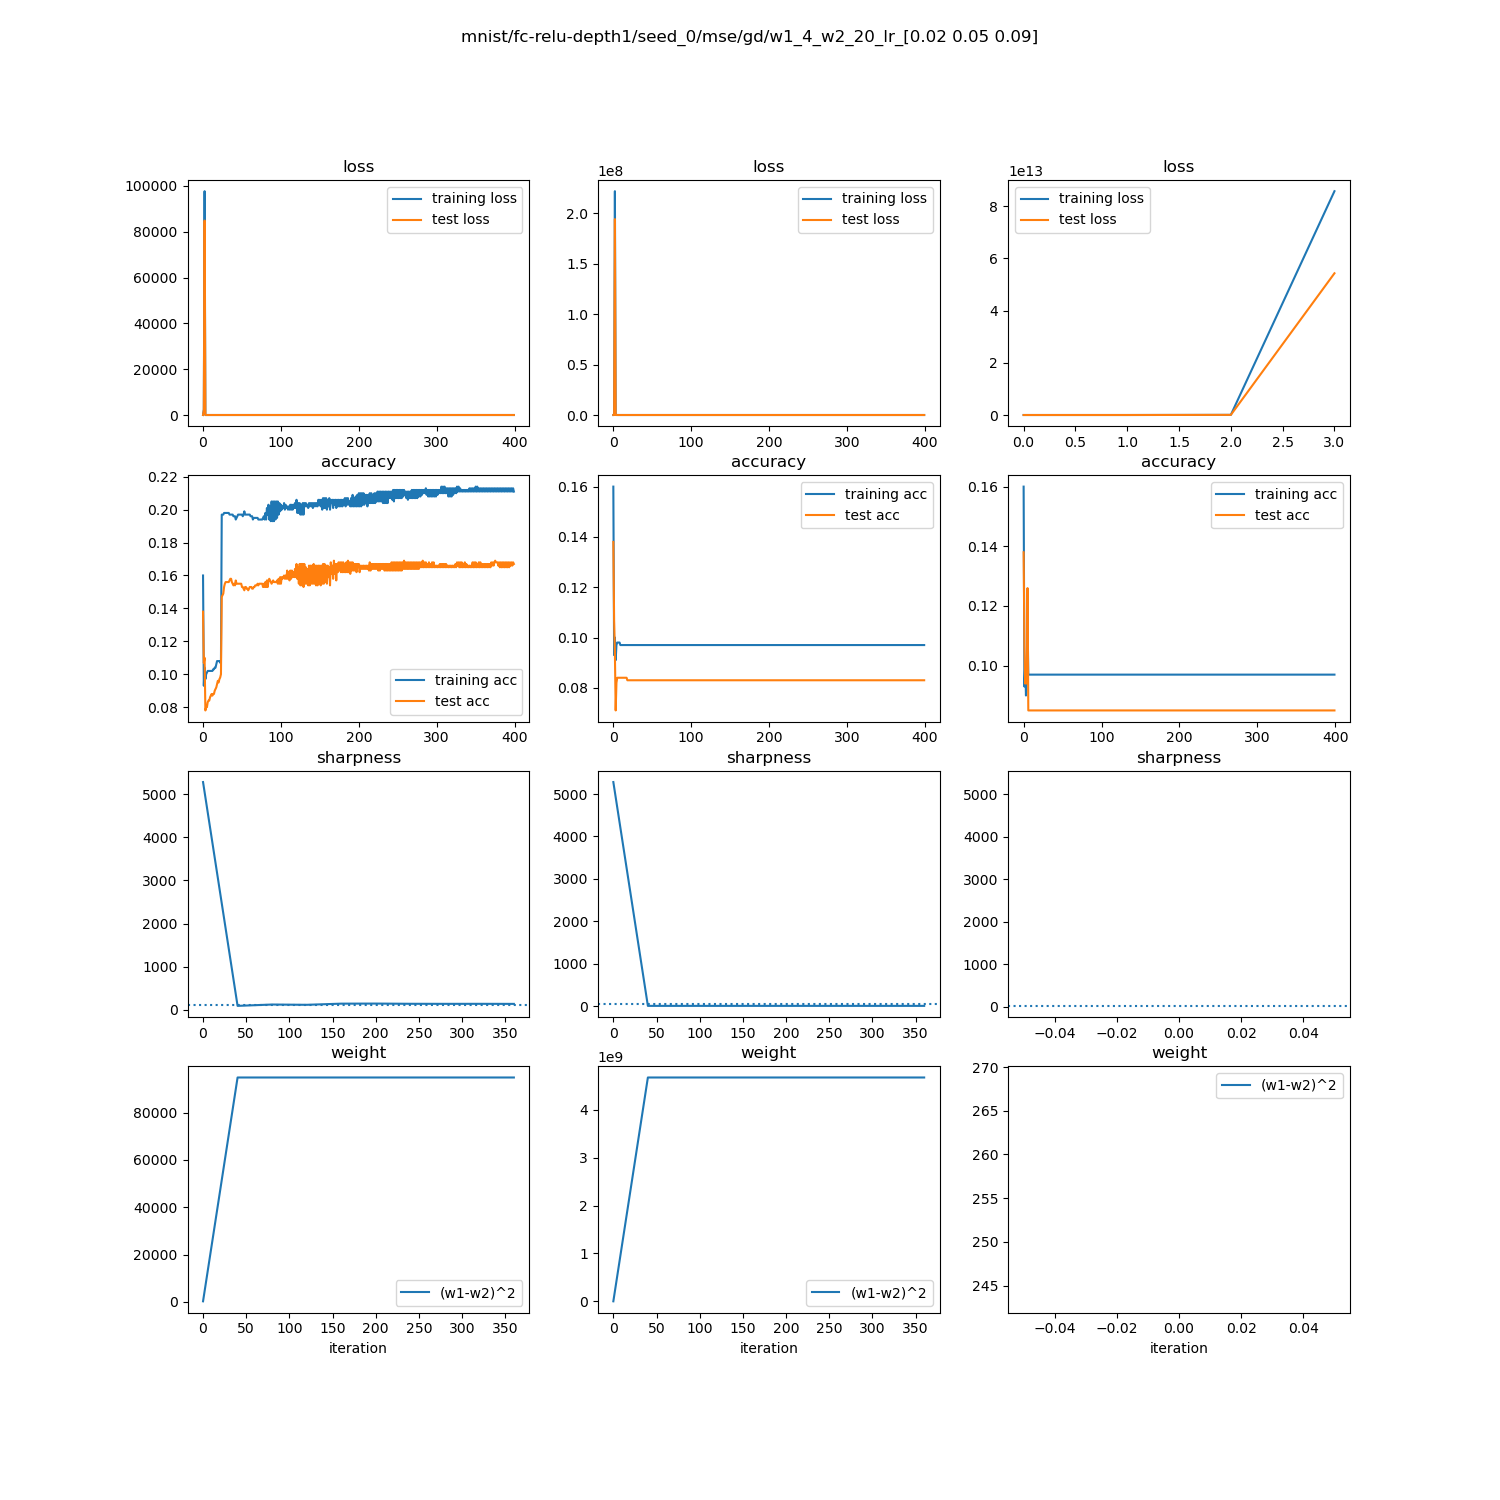 mnist/fc-relu-depth1/seed_0/mse/gd/w1_4_w2_20_lr_[0.02 0.05 0.09]
loss
100000
80000
60000
40000
20000
0
0 100 200 300 400
training loss
test loss
loss
1e8
2.0
1.5
1.0
0.5
0.0
0 100 200 300 400
training loss
test loss
loss
1e13
8
6
4
2
0
0.0 0.5 1.0 1.5 2.0 2.5 3.0
training loss
test loss
accuracy
0.22
0.20
0.18
0.16
0.14
0.12
0.10
0.08
0 100 200 300 400
training acc
test acc
accuracy
0.16
0.14
0.12
0.10
0.08
0 100 200 300 400
training acc
test acc
accuracy
0.16
0.14
0.12
0.10
0 100 200 300 400
training acc
test acc
sharpness
5000
4000
3000
2000
1000
0
0 50 100 150 200 250 300 350
sharpness
5000
4000
3000
2000
1000
0
0 50 100 150 200 250 300 350
sharpness
5000
4000
3000
2000
1000
0
−0.04 −0.02 0.00 0.02 0.04
weight
80000
60000
40000
20000
0
0 50 100 150 200 250 300 350
(w1-w2)^2
iteration
weight
1e9
4
3
2
1
0
0 50 100 150 200 250 300 350
(w1-w2)^2
iteration
weight
270
265
260
255
250
245
−0.04 −0.02 0.00 0.02 0.04
(w1-w2)^2
iteration